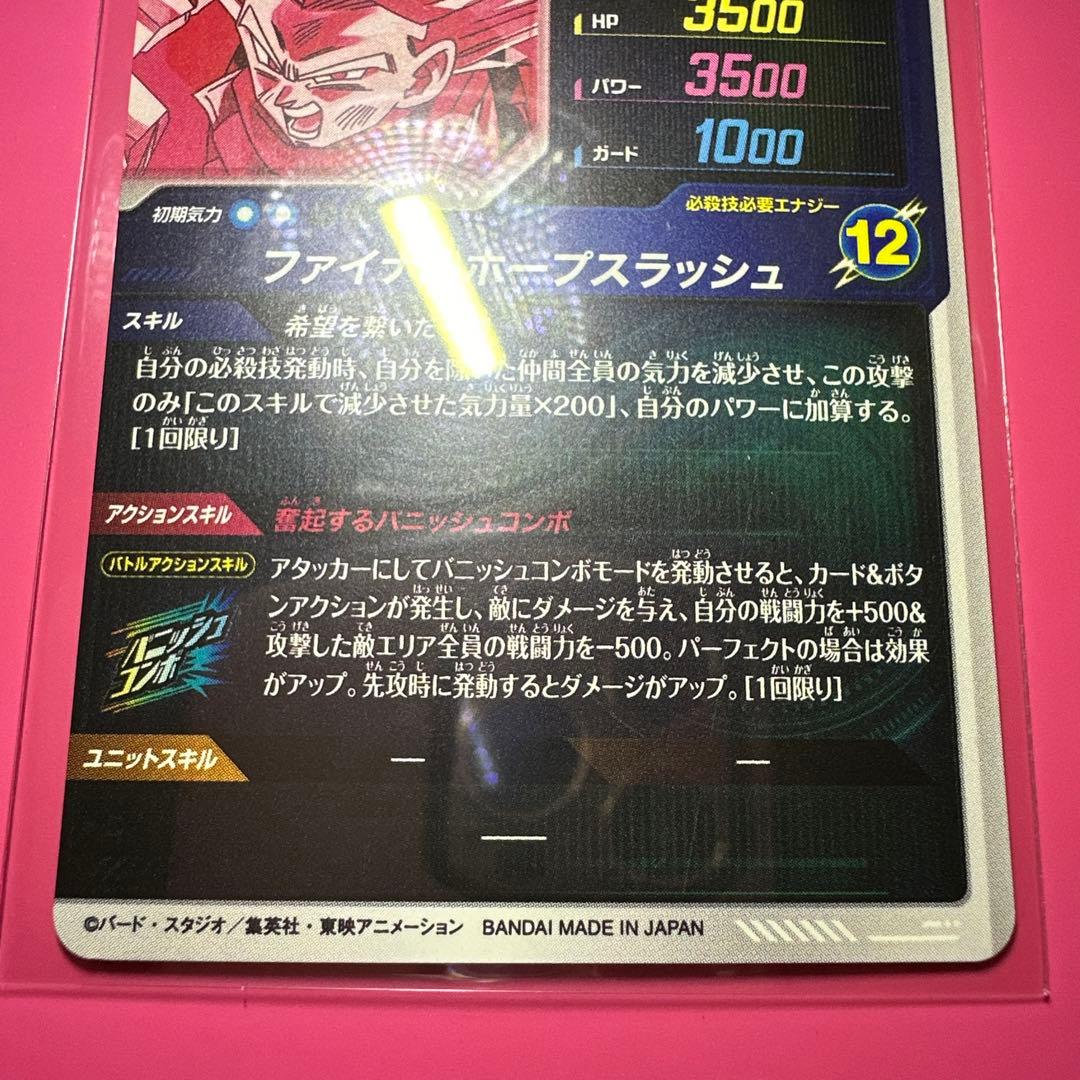 HP 3500
パワー 3500
ガード 1000
初期気力
必殺技必要エナジー
12
ファイナ ホープスラッシュ
スキル 希望を繋いだ
自分の必殺技発動時、自分を除 た仲間全員の気力を減少させ、この攻撃
のみ「このスキルで減少させた気力量×200」、自分のパワーに加算する。
[1回限り]
アクションスキル 奮起するバニッシュコンボ
バトルアクションスキル
バニッシュ
コンボ
アタッカーにしてバニッシュコンボモードを発動させると、カード&ボタ
ンアクションが発生し、敵にダメージを与え、自分の戦闘力を+500&
攻撃した敵エリア全員の戦闘力を−500。パーフェクトの場合は効果
がアップ。先攻時に発動するとダメージがアップ。[1回限り]
ユニットスキル — —
—
©バード・スタジオ／集英社・東映アニメーション BANDAI MADE IN JAPAN